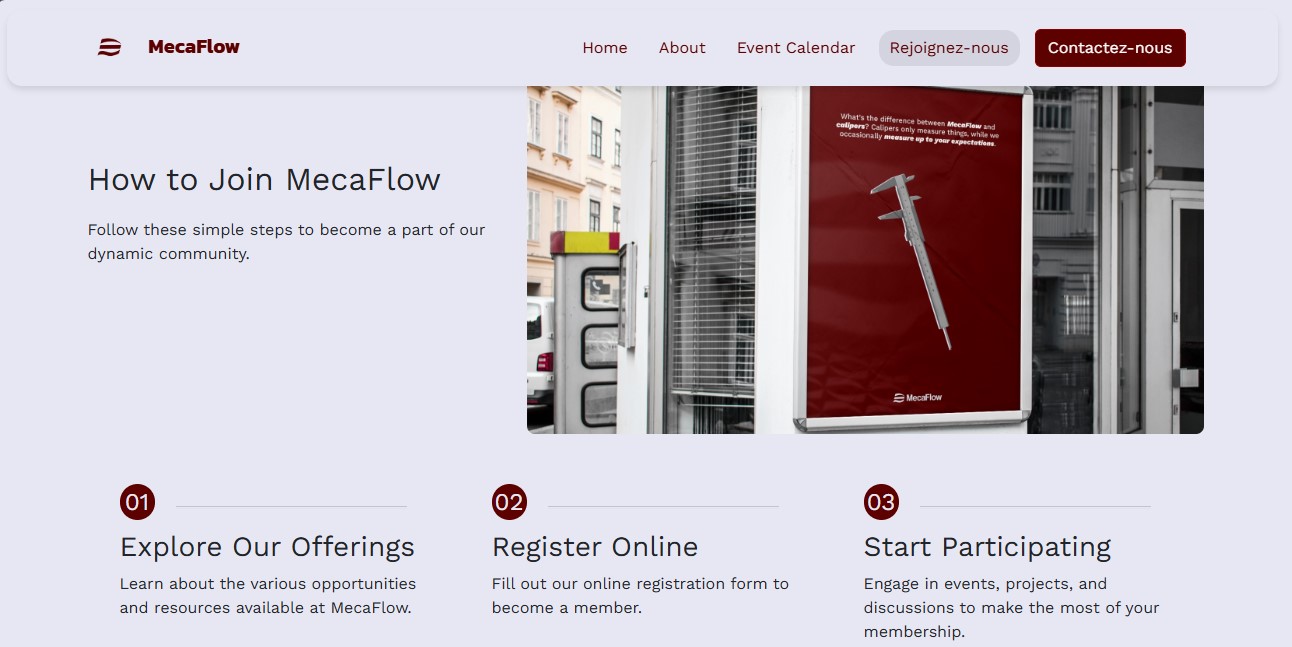 MecaFlow
Home
About
Event Calendar
Rejoignez-nous
Contactez-nous
How to Join MecaFlow
Follow these simple steps to become a part of our
dynamic community.
What's the difference between MecaFlow and
calipers? Calipers only measure things, while we
occasionally measure up to your expectations.
MecaFlow
01
Explore Our Offerings
Learn about the various opportunities
and resources available at MecaFlow.
02
Register Online
Fill out our online registration form to
become a member.
03
Start Participating
Engage in events, projects, and
discussions to make the most of your
membership.